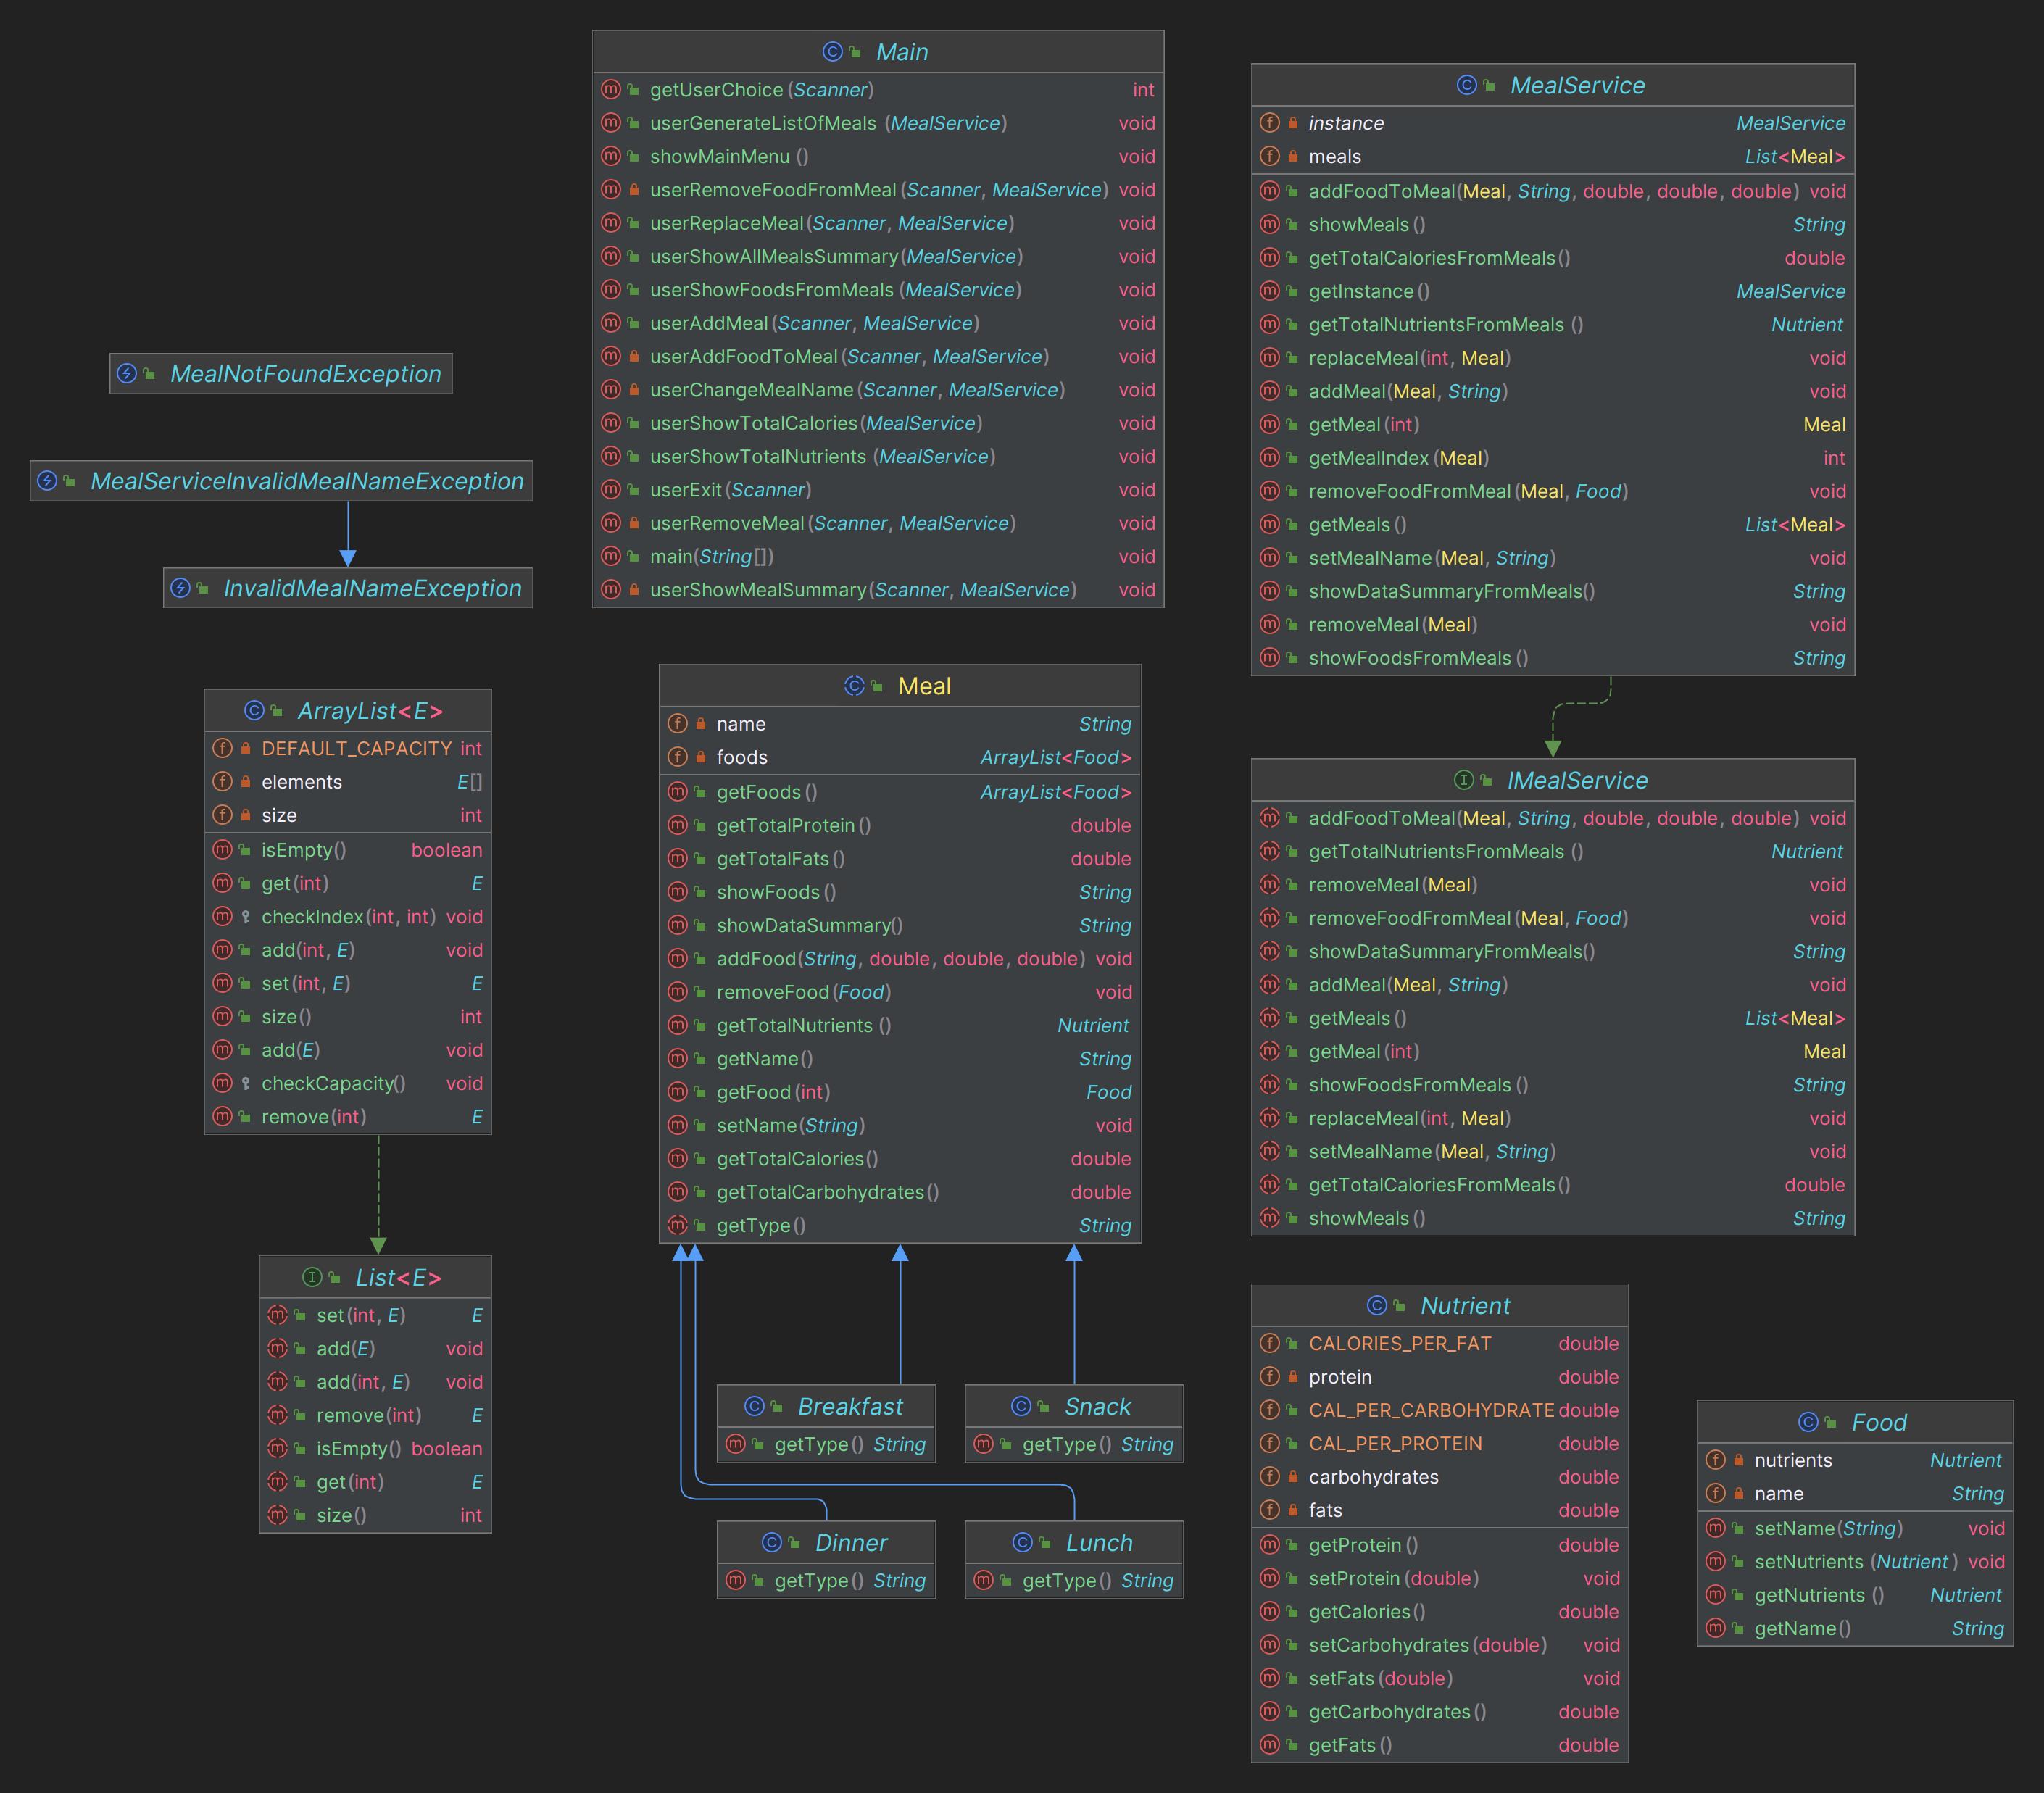 Main
getUserChoice(Scanner) int
userGenerateListOfMeals (MealService) void
showMainMenu () void
userRemoveFoodFromMeal(Scanner, MealService) void
userReplaceMeal(Scanner, MealService) void
userShowAllMealsSummary(MealService) void
userShowFoodsFromMeals (MealService) void
userAddMeal(Scanner, MealService) void
userAddFoodToMeal(Scanner, MealService) void
userChangeMealName(Scanner, MealService) void
userShowTotalCalories(MealService) void
userShowTotalNutrients (MealService) void
userExit(Scanner) void
userRemoveMeal(Scanner, MealService) void
main(String[]) void
userShowMealSummary(Scanner, MealService) void
MealService
instance MealService
meals List<Meal>
addFoodToMeal(Meal, String, double, double, double) void
showMeals() String
getTotalCaloriesFromMeals() double
getInstance() MealService
getTotalNutrientsFromMeals () Nutrient
replaceMeal(int, Meal) void
addMeal(Meal, String) void
getMeal(int) Meal
getMealIndex(Meal) int
removeFoodFromMeal(Meal, Food) void
getMeals() List<Meal>
setMealName(Meal, String) void
showDataSummaryFromMeals() String
removeMeal(Meal) void
showFoodsFromMeals () String
MealNotFoundException
MealServiceInvalidMealNameException
InvalidMealNameException
ArrayList<E>
DEFAULT_CAPACITY int
elements E[]
size int
isEmpty() boolean
get(int) E
checkIndex(int, int) void
add(int, E) void
set(int, E) E
size() int
add(E) void
checkCapacity() void
remove(int) E
Meal
name String
foods ArrayList<Food>
getFoods() ArrayList<Food>
getTotalProtein() double
getTotalFats() double
showFoods() String
showDataSummary() String
addFood(String, double, double, double) void
removeFood(Food) void
getTotalNutrients () Nutrient
getName() String
getFood(int) Food
setName(String) void
getTotalCalories() double
getTotalCarbohydrates() double
getType() String
IMealService
addFoodToMeal(Meal, String, double, double, double) void
getTotalNutrientsFromMeals () Nutrient
removeMeal(Meal) void
removeFoodFromMeal(Meal, Food) void
showDataSummaryFromMeals() String
addMeal(Meal, String) void
getMeals() List<Meal>
getMeal(int) Meal
showFoodsFromMeals () String
replaceMeal(int, Meal) void
setMealName(Meal, String) void
getTotalCaloriesFromMeals() double
showMeals() String
List<E>
set(int, E) E
add(E) void
add(int, E) void
remove(int) E
isEmpty() boolean
get(int) E
size() int
Breakfast
getType() String
Snack
getType() String
Dinner
getType() String
Lunch
getType() String
Nutrient
CALORIES_PER_FAT double
protein double
CAL_PER_CARBOHYDRATE double
CAL_PER_PROTEIN double
carbohydrates double
fats double
getProtein() double
setProtein(double) void
getCalories() double
setCarbohydrates(double) void
setFats(double) void
getCarbohydrates() double
getFats() double
Food
nutrients Nutrient
name String
setName(String) void
setNutrients (Nutrient) void
getNutrients () Nutrient
getName() String